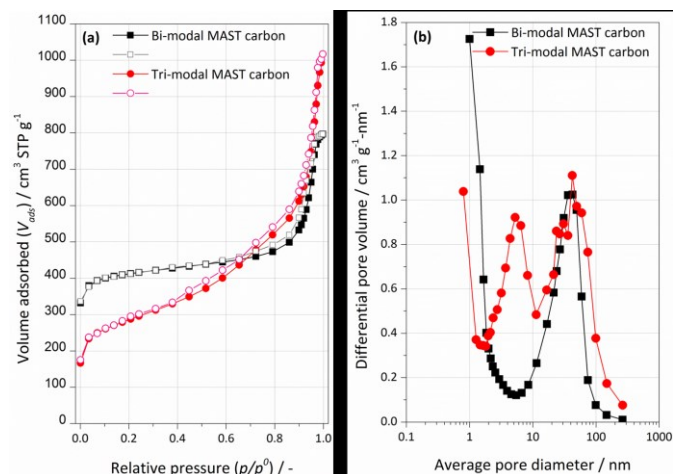 (a)
Bi-modal MAST carbon
Tri-modal MAST carbon
Volume adsorbed (V_ads) / cm³ STP g⁻¹
1100
1000
900
800
700
600
500
400
300
200
100
0
0.0 0.2 0.4 0.6 0.8 1.0
Relative pressure (p/p⁰) / -
(b)
Bi-modal MAST carbon
Tri-modal MAST carbon
Differential pore volume / cm³ g⁻¹-nm⁻¹
1.8
1.6
1.4
1.2
1.0
0.8
0.6
0.4
0.2
0.0
0.1 1 10 100 1000
Average pore diameter / nm